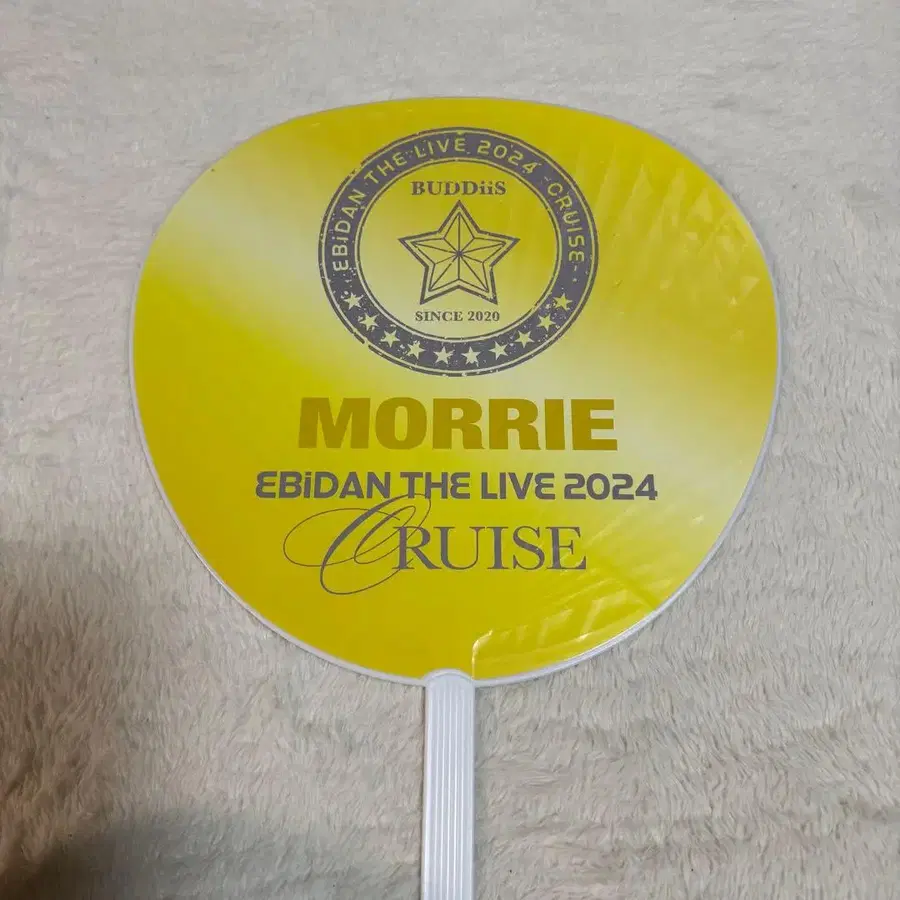 EBiDAN THE LIVE 2024 -CRUISE-
BUDDiiS
SINCE 2020
MORRIE
EBiDAN THE LIVE 2024
CRUISE